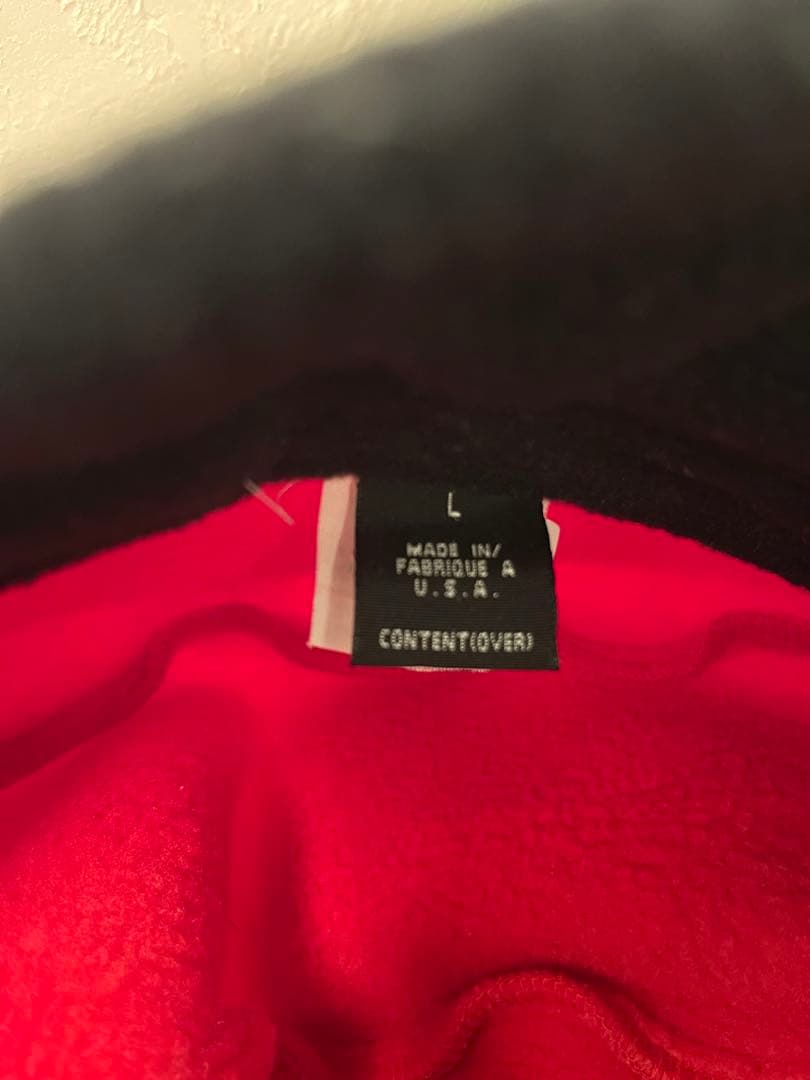 L
MADE IN/
FABRIQUE A
U.S.A.
CONTENT(OVER)